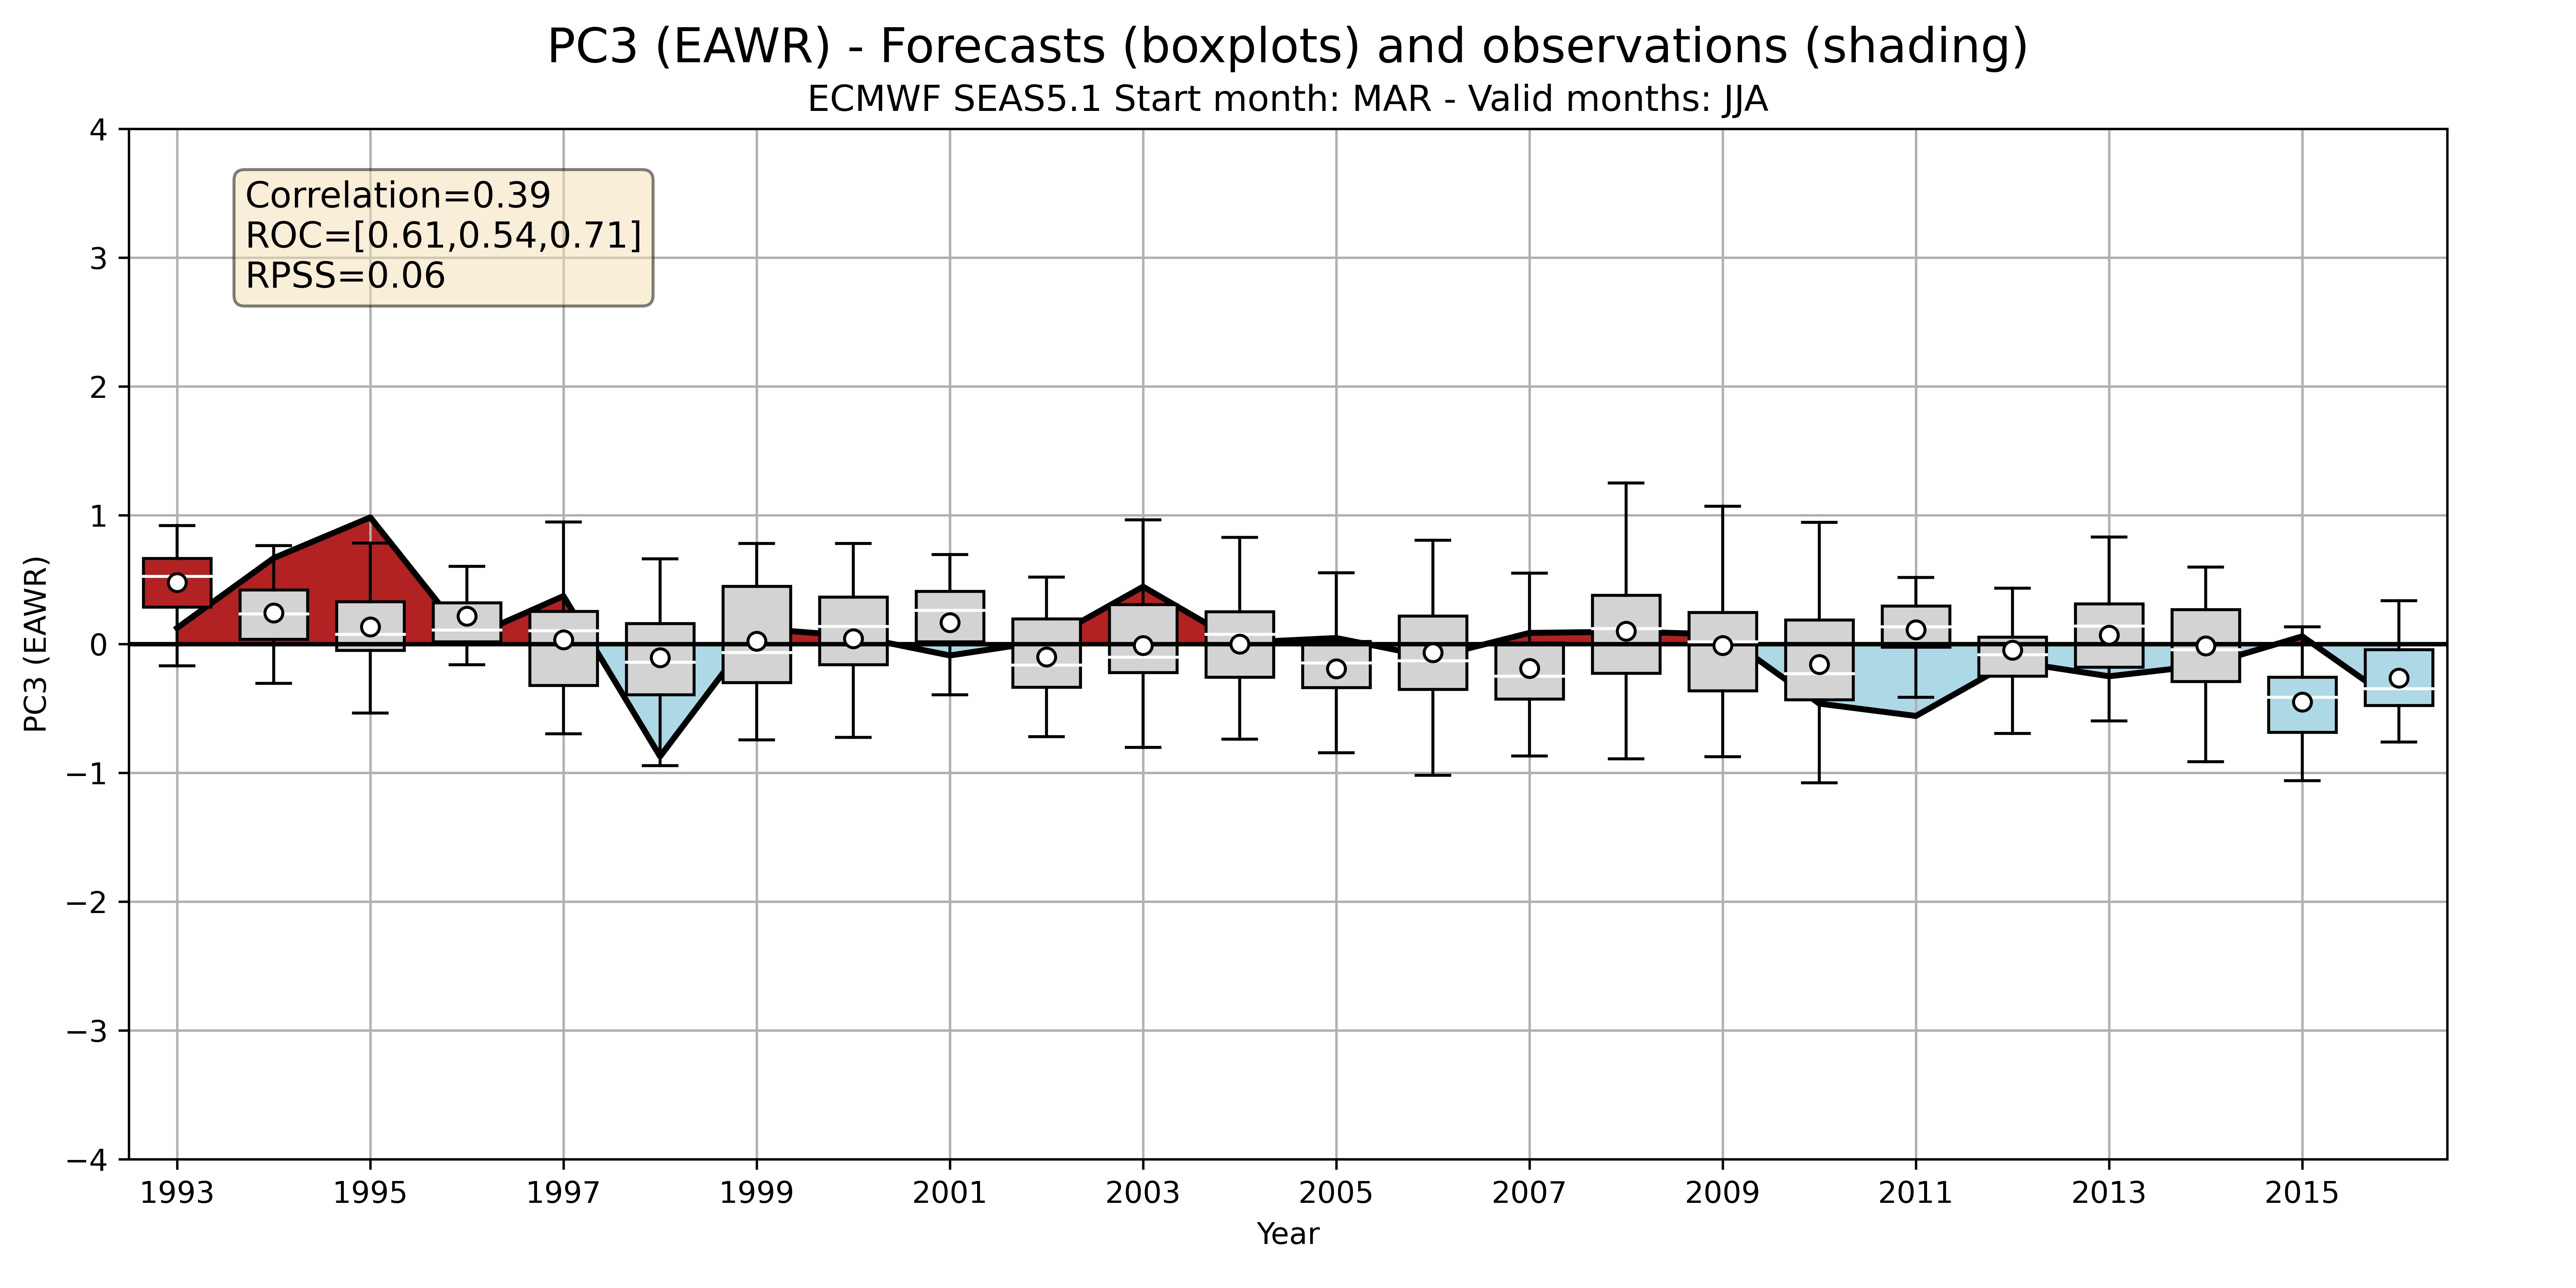 PC3 (EAWR) - Forecasts (boxplots) and observations (shading)
ECMWF SEAS5.1 Start month: MAR - Valid months: JJA
Correlation=0.39
ROC=[0.61,0.54,0.71]
RPSS=0.06
PC3 (EAWR)
4
3
2
1
0
−1
−2
−3
−4
1993 1995 1997 1999 2001 2003 2005 2007 2009 2011 2013 2015
Year